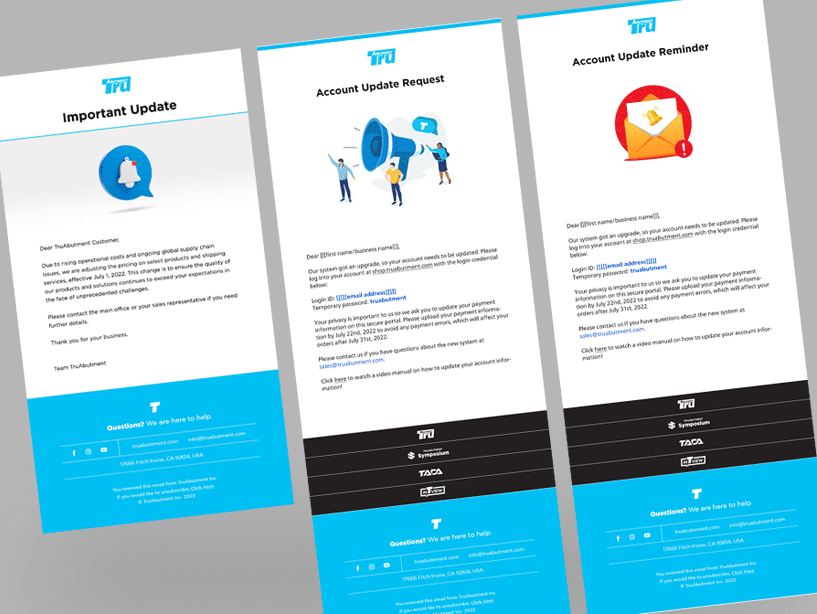 ABUTMENT
Tru
Important Update
Dear TruAbutment Customer,
Due to rising operational costs and ongoing global supply chain
issues, we are adjusting the pricing on select products and shipping
services, effective July 1, 2022. This change is to ensure the quality of
our products and solutions continues to exceed your expectations in
the face of unprecedented challenges.
Please contact the main office or your sales representative if you need
further details.
Thank you for your business,
Team TruAbutment
T
Questions? We are here to help.
truabutment.com info@truabutment.com
17666 Fitch Irvine, CA 92614, USA
You reseved this email from TruAbutment Inc.
If you would like to unsubscribe, Click Here.
© TruAbutment Inc. 2020
ABUTMENT
Tru
Account Update Request
T
Dear [[[first name/business name]]],
Our system got an upgrade, so your account needs to be updated. Please
log into your account at shop.truabutment.com with the login credential
below:
Login ID: [[[[[email address]]]]]
Temporary password: truabutment
Your privacy is important to us so we ask you to update your payment
information on this secure portal. Please upload your payment informa-
tion by July 22nd, 2022 to avoid any payment errors, which will affect your
orders after July 31st, 2022.
Please contact us if you have questions about the new system at
sales@truabutment.com.
Click here to watch a video manual on how to update your account infor-
mation!
Tru
Symposium
TACA
inTview
T
Questions? We are here to help.
truabutment.com info@truabutment.com
17666 Fitch Irvine, CA 92614, USA
You reseved this email from TruAbutment Inc.
If you would like to unsubscribe, Click Here.
ABUTMENT
Tru
Account Update Reminder
!
Dear [[[first name/business name]]],
Our system got an upgrade, so your account needs to be updated. Please
log into your account at shop.truabutment.com with the login credential
below:
Login ID: [[[[[email address]]]]]
Temporary password: truabutment
Your privacy is important to us so we ask you to update your payment
information on this secure portal. Please upload your payment informa-
tion by July 22nd, 2022 to avoid any payment errors, which will affect your
orders after July 31st, 2022.
Please contact us if you have questions about the new system at
sales@truabutment.com.
Click here to watch a video manual on how to update your account infor-
mation!
Tru
Symposium
TACA
inTview
T
Questions? We are here to help.
truabutment.com info@truabutment.com
17666 Fitch Irvine, CA 92614, USA
You reseved this email from TruAbutment Inc.
If you would like to unsubscribe, Click Here.
© TruAbutment Inc. 2022